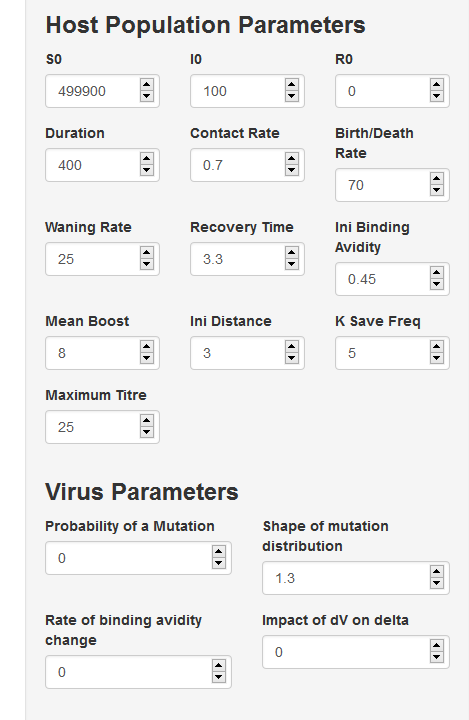 Host Population Parameters
S0 I0 R0
499900 100 0
Duration Contact Rate Birth/Death
Rate
400 0.7
70
Waning Rate Recovery Time Ini Binding
Avidity
25 3.3
0.45
Mean Boost Ini Distance K Save Freq
8 3 5
Maximum Titre
25
Virus Parameters
Probability of a Mutation Shape of mutation
distribution
0
1.3
Rate of binding avidity Impact of dV on delta
change
0
0